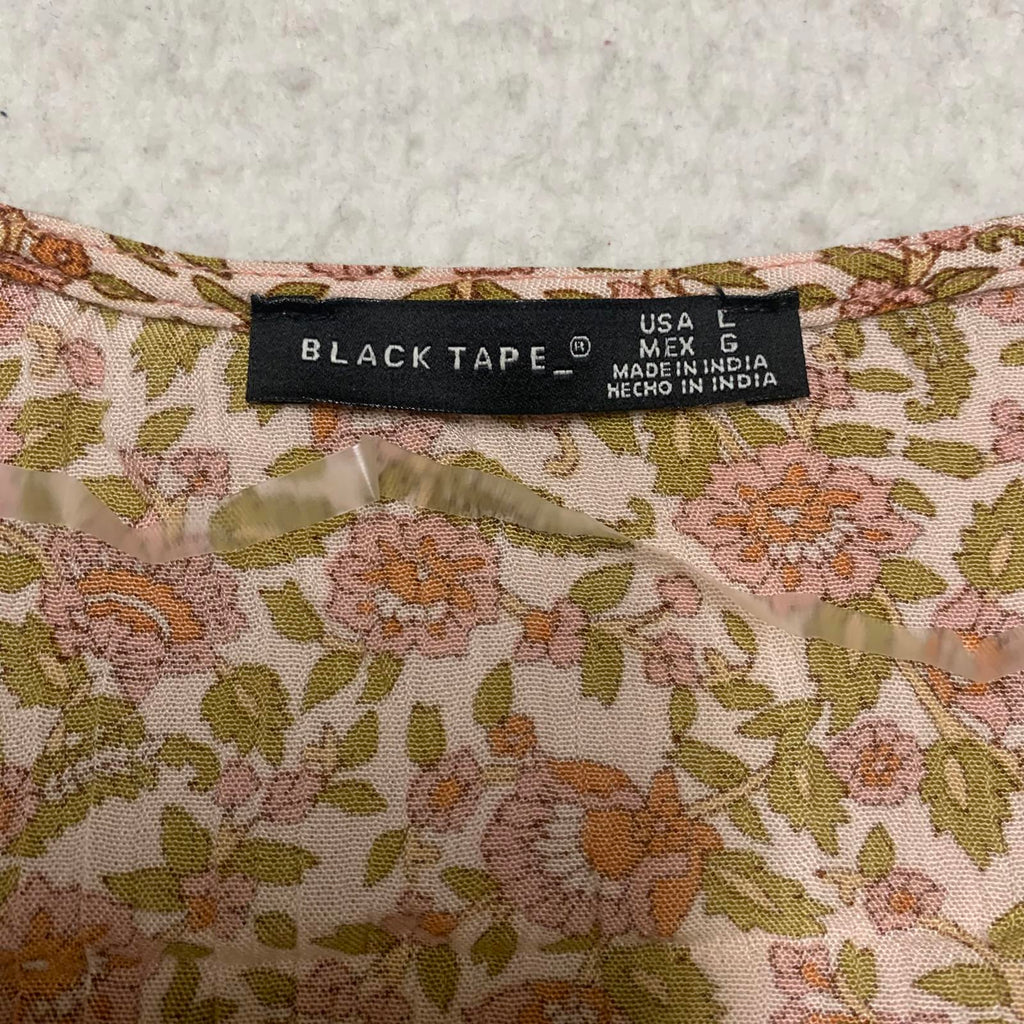 BLACK TAPE_®
USA L
MEX G
MADE IN INDIA
HECHO IN INDIA